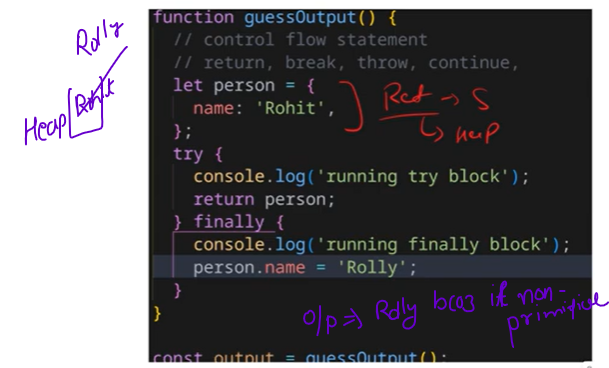 function guessOutput() {
// control flow statement
// return, break, throw, continue,
let person = {
name: 'Rohit',
};
try {
console.log('running try block');
return person;
} finally {
console.log('running finally block');
person.name = 'Rolly';
}
}
const output = guessOutput();
Rolly
Heap Rohit
Ref → S
↳ heap
O/P => Rolly bcoz it non-
primitive